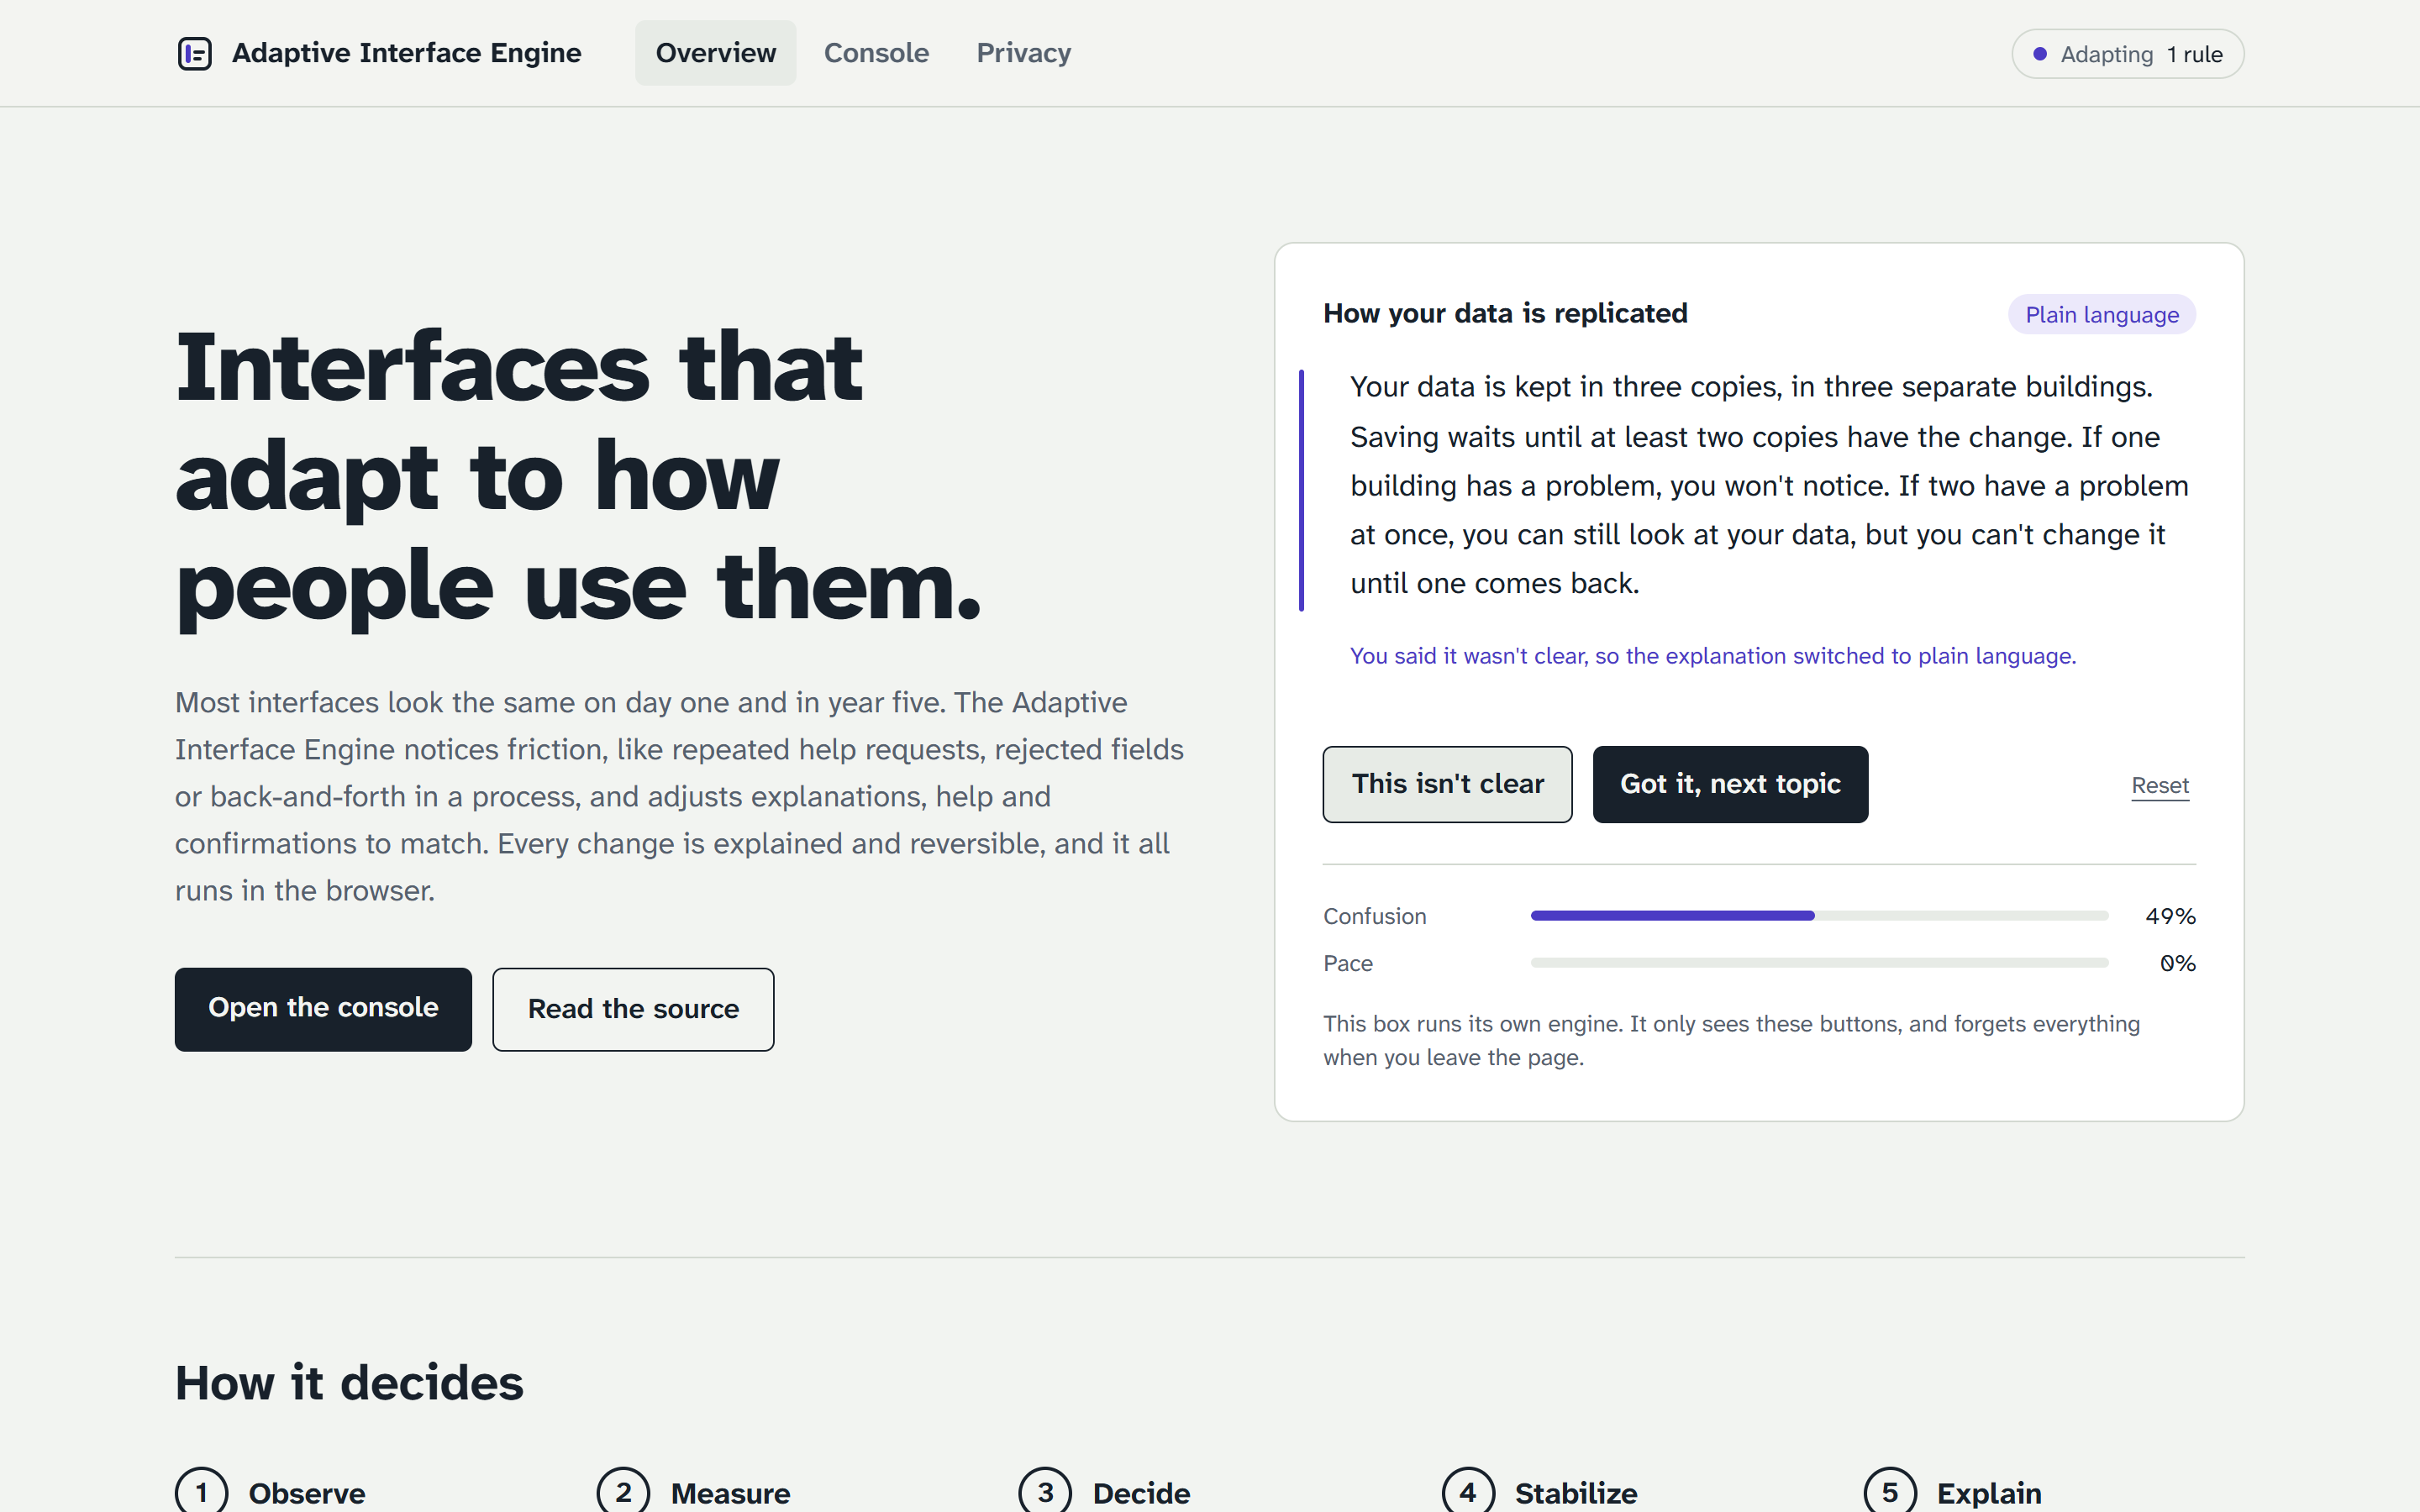 Adaptive Interface Engine
Overview
Console
Privacy
Adapting 1 rule
Interfaces that
adapt to how
people use them.
Most interfaces look the same on day one and in year five. The Adaptive
Interface Engine notices friction, like repeated help requests, rejected fields
or back-and-forth in a process, and adjusts explanations, help and
confirmations to match. Every change is explained and reversible, and it all
runs in the browser.
Open the console
Read the source
How your data is replicated
Plain language
Your data is kept in three copies, in three separate buildings.
Saving waits until at least two copies have the change. If one
building has a problem, you won't notice. If two have a problem
at once, you can still look at your data, but you can't change it
until one comes back.
You said it wasn't clear, so the explanation switched to plain language.
This isn't clear
Got it, next topic
Reset
Confusion 49%
Pace 0%
This box runs its own engine. It only sees these buttons, and forgets everything
when you leave the page.
How it decides
1 Observe
2 Measure
3 Decide
4 Stabilize
5 Explain